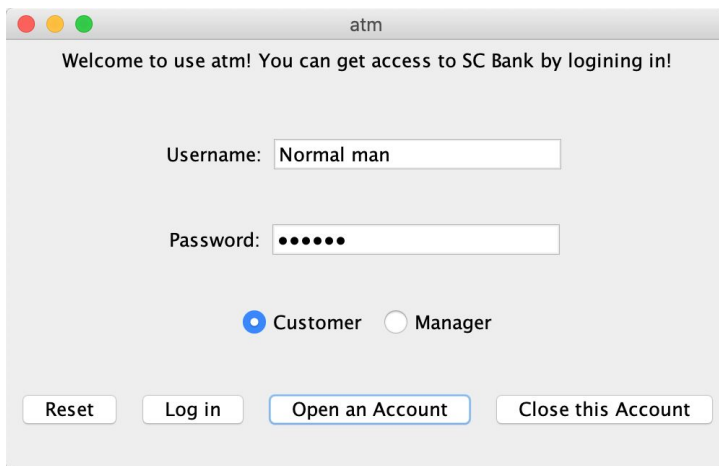 atm
Welcome to use atm! You can get access to SC Bank by logining in!
Username: Normal man
Password: ••••••
Customer Manager
Reset Log in Open an Account Close this Account